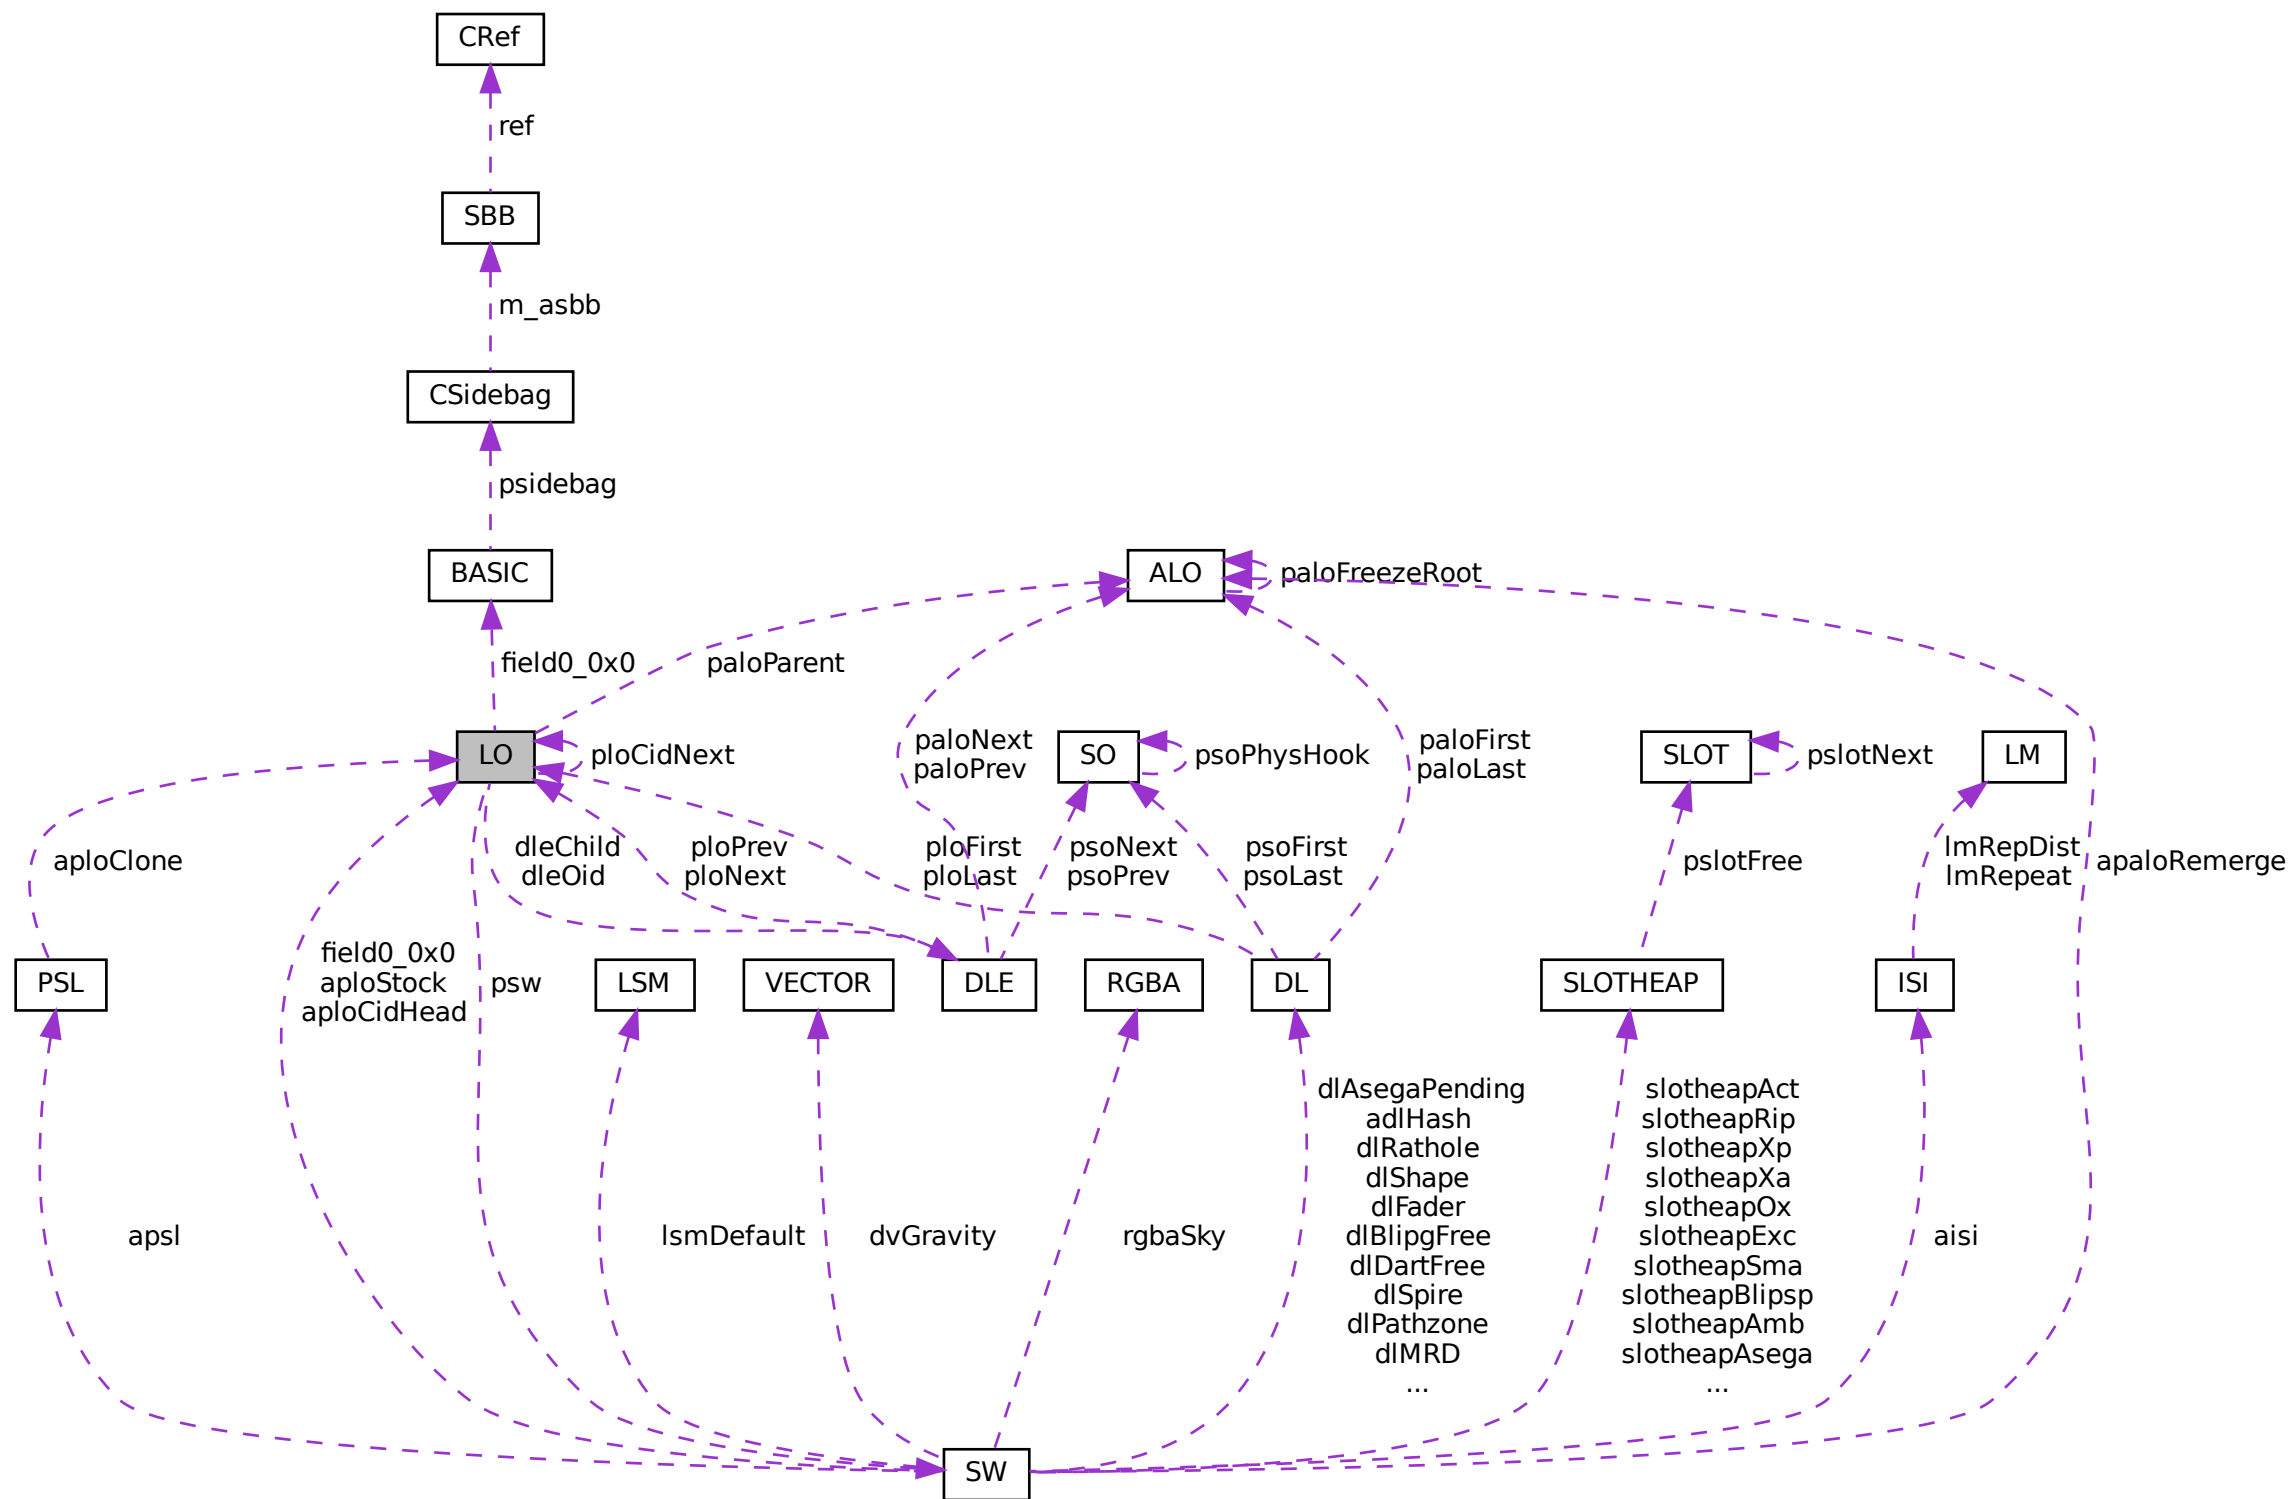 CRef
ref
SBB
m_asbb
CSidebag
psidebag
BASIC
ALO
paloFreezeRoot
field0_0x0
paloParent
LO
ploCidNext
paloNext
paloPrev
SO
psoPhysHook
paloFirst
paloLast
SLOT
pslotNext
LM
aploClone
dleChild
dleOid
ploPrev
ploNext
ploFirst
ploLast
psoNext
psoPrev
psoFirst
psoLast
pslotFree
lmRepDist
lmRepeat
apaloRemerge
PSL
field0_0x0
aploStock
aploCidHead
psw
LSM
VECTOR
DLE
RGBA
DL
SLOTHEAP
ISI
apsl
lsmDefault
dvGravity
rgbaSky
dlAsegaPending
adlHash
dlRathole
dlShape
dlFader
dlBlipgFree
dlDartFree
dlSpire
dlPathzone
dlMRD
...
slotheapAct
slotheapRip
slotheapXp
slotheapXa
slotheapOx
slotheapExc
slotheapSma
slotheapBlipsp
slotheapAmb
slotheapAsega
...
aisi
SW